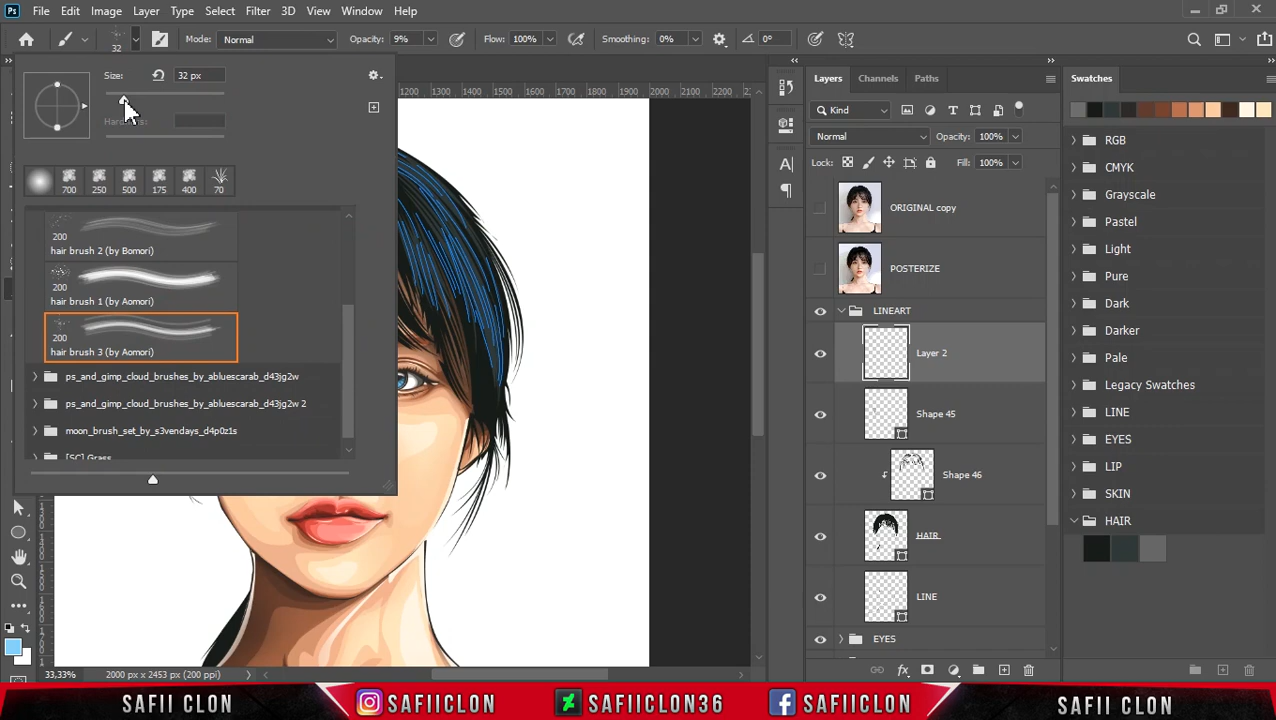 Ps File Edit Image Layer Type Select Filter 3D View Window Help
32 Mode: Normal Opacity: 9% Flow: 100% Smoothing: 0% 0°
Size: 32 px
Hardness:
700 250 500 175 400 70
200
hair brush 2 (by Bomori)
200
hair brush 1 (by Aomori)
200
hair brush 3 (by Aomori)
ps_and_gimp_cloud_brushes_by_abluescarab_d43jg2w
ps_and_gimp_cloud_brushes_by_abluescarab_d43jg2w 2
moon_brush_set_by_s3vendays_d4p0z1s
[SC] Grass
1200 1300 1400 1500 1600 1700 1800 1900 2000 2100 2200 2300
33,33% 2000 px x 2453 px (200 ppi)
Layers Channels Paths
Kind
Normal Opacity: 100%
Lock: Fill: 100%
ORIGINAL copy
POSTERIZE
LINEART
Layer 2
Shape 45
Shape 46
HAIR
LINE
EYES
Swatches
RGB
CMYK
Grayscale
Pastel
Light
Pure
Dark
Darker
Pale
Legacy Swatches
LINE
EYES
LIP
SKIN
HAIR
SAFII CLON SAFIICLON SAFIICLON36 SAFIICLON SAFII CLON